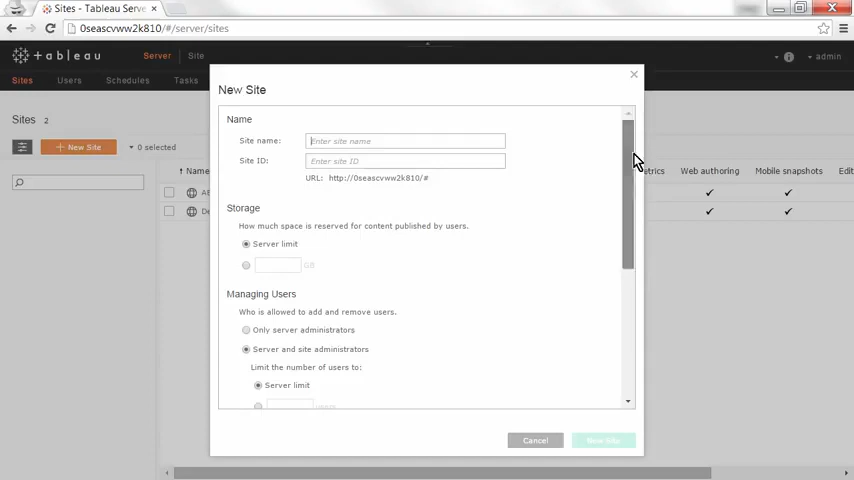 Sites - Tableau Serve
0seascvww2k810/#/server/sites
+ableau Server Site admin
Sites Users Schedules Tasks
New Site
Sites 2
Name
+ New Site 0 selected
Site name: Enter site name
Site ID: Enter site ID
Name etrics Web authoring Mobile snapshots Edit
URL: http://0seascvww2k810/#
AB
De
Storage
How much space is reserved for content published by users.
Server limit
GB
Managing Users
Who is allowed to add and remove users.
Only server administrators
Server and site administrators
Limit the number of users to:
Server limit
users
Cancel New Site